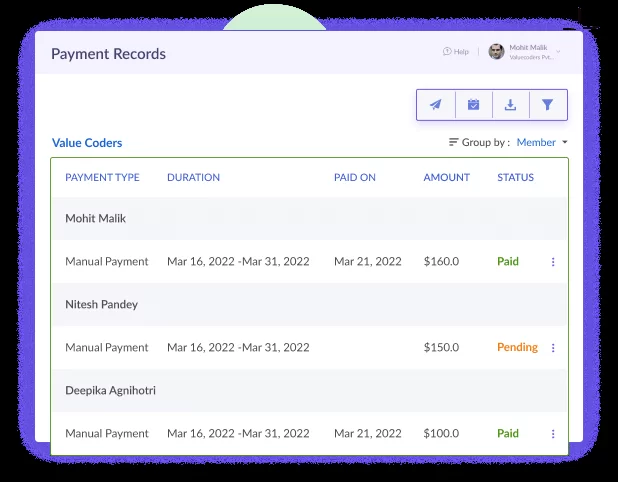 Payment Records
Help
Mohit Malik
Valuecoders Pvt...
Value Coders
Group by : Member
PAYMENT TYPE DURATION PAID ON AMOUNT STATUS
Mohit Malik
Manual Payment Mar 16, 2022 -Mar 31, 2022 Mar 21, 2022 $160.0 Paid
Nitesh Pandey
Manual Payment Mar 16, 2022 -Mar 31, 2022 $150.0 Pending
Deepika Agnihotri
Manual Payment Mar 16, 2022 -Mar 31, 2022 Mar 21, 2022 $100.0 Paid